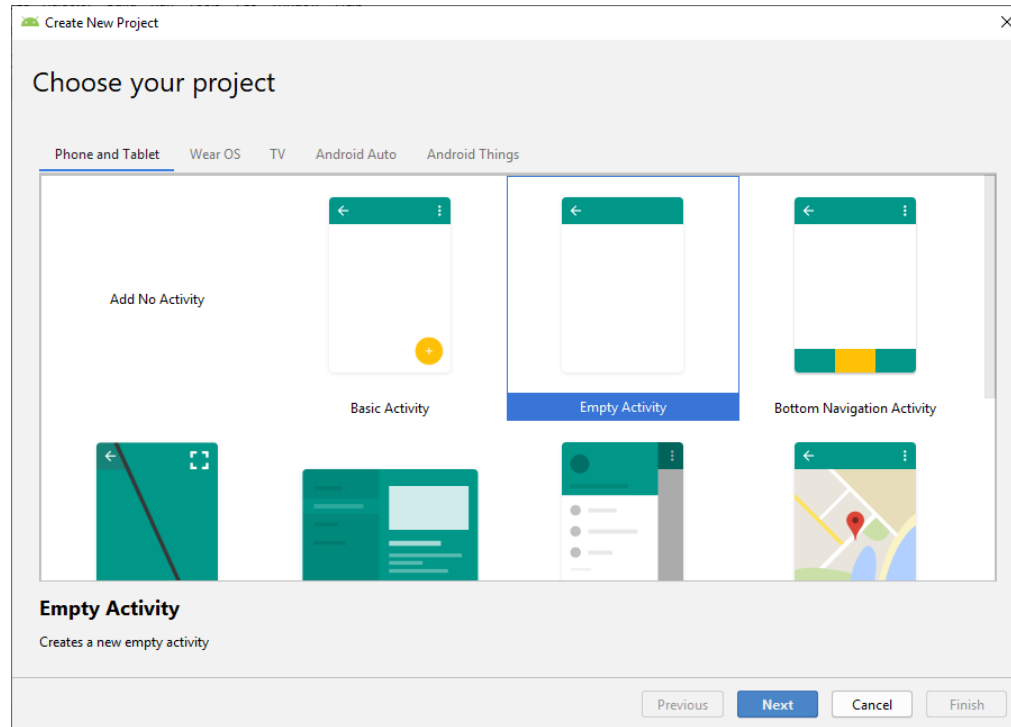 Create New Project
Choose your project
Phone and Tablet Wear OS TV Android Auto Android Things
Add No Activity
Basic Activity
Empty Activity
Bottom Navigation Activity
Empty Activity
Creates a new empty activity
Previous Next Cancel Finish